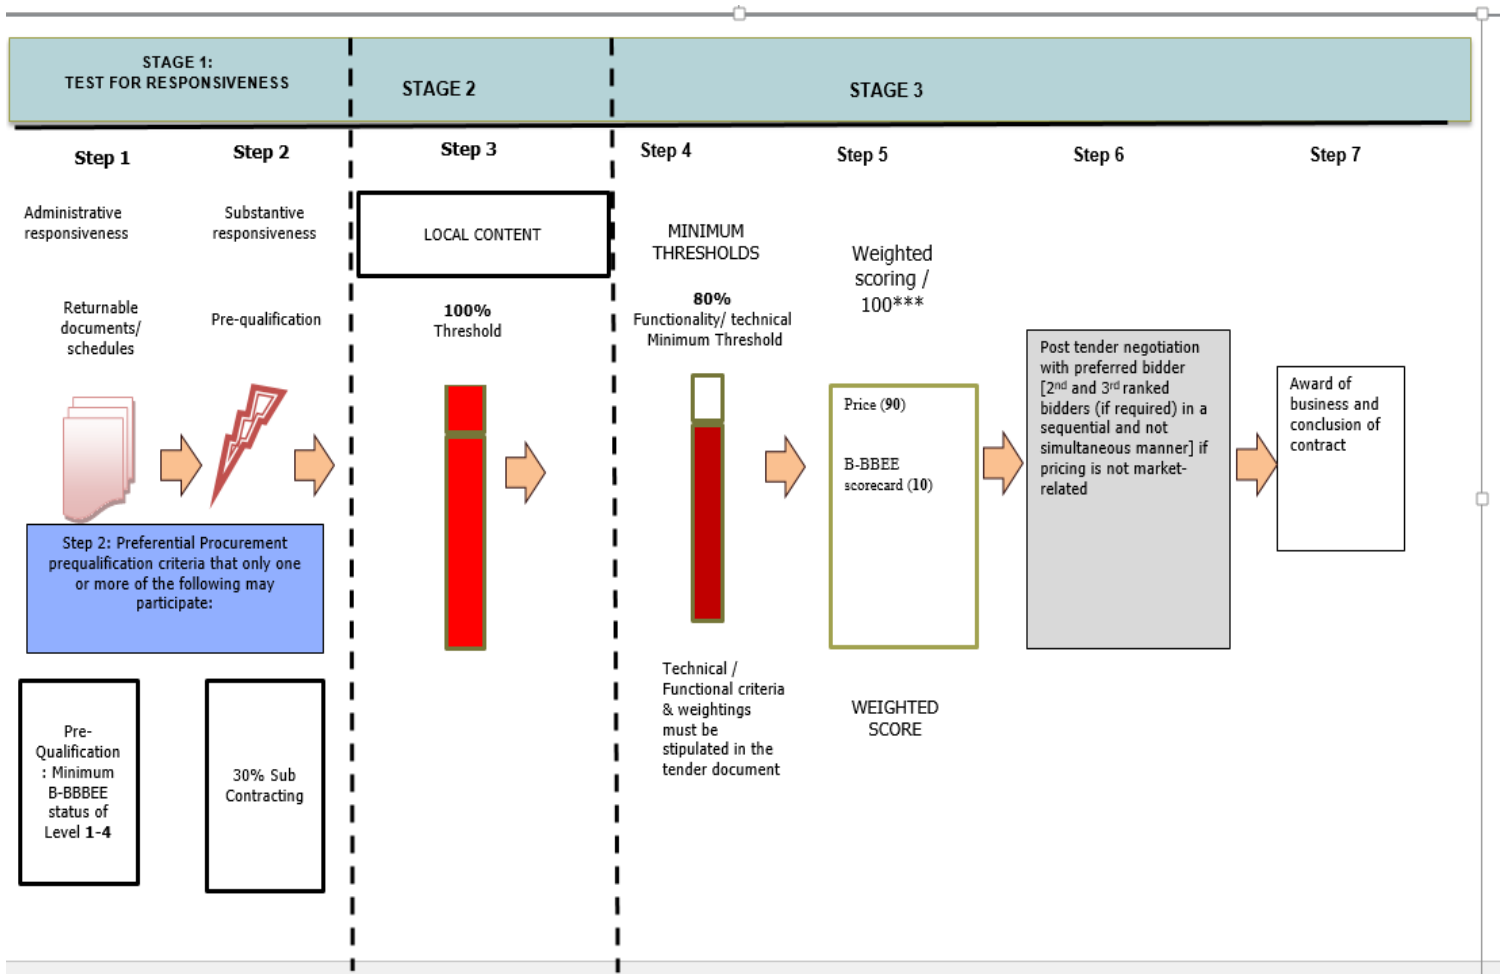 STAGE 1:
TEST FOR RESPONSIVENESS
STAGE 2
STAGE 3
Step 1
Step 2
Step 3
Step 4
Step 5
Step 6
Step 7
Administrative
responsiveness
Substantive
responsiveness
LOCAL CONTENT
MINIMUM
THRESHOLDS
Weighted
scoring /
100***
Returnable
documents/
schedules
Pre-qualification
100%
Threshold
80%
Functionality/ technical
Minimum Threshold
Price (90)
B-BBEE
scorecard (10)
Post tender negotiation
with preferred bidder
[2nd and 3rd ranked
bidders (if required) in a
sequential and not
simultaneous manner] if
pricing is not market-
related
Award of
business and
conclusion of
contract
Step 2: Preferential Procurement
prequalification criteria that only one
or more of the following may
participate:
Pre-
Qualification
: Minimum
B-BBBEE
status of
Level 1-4
30% Sub
Contracting
Technical /
Functional criteria
& weightings
must be
stipulated in the
tender document
WEIGHTED
SCORE